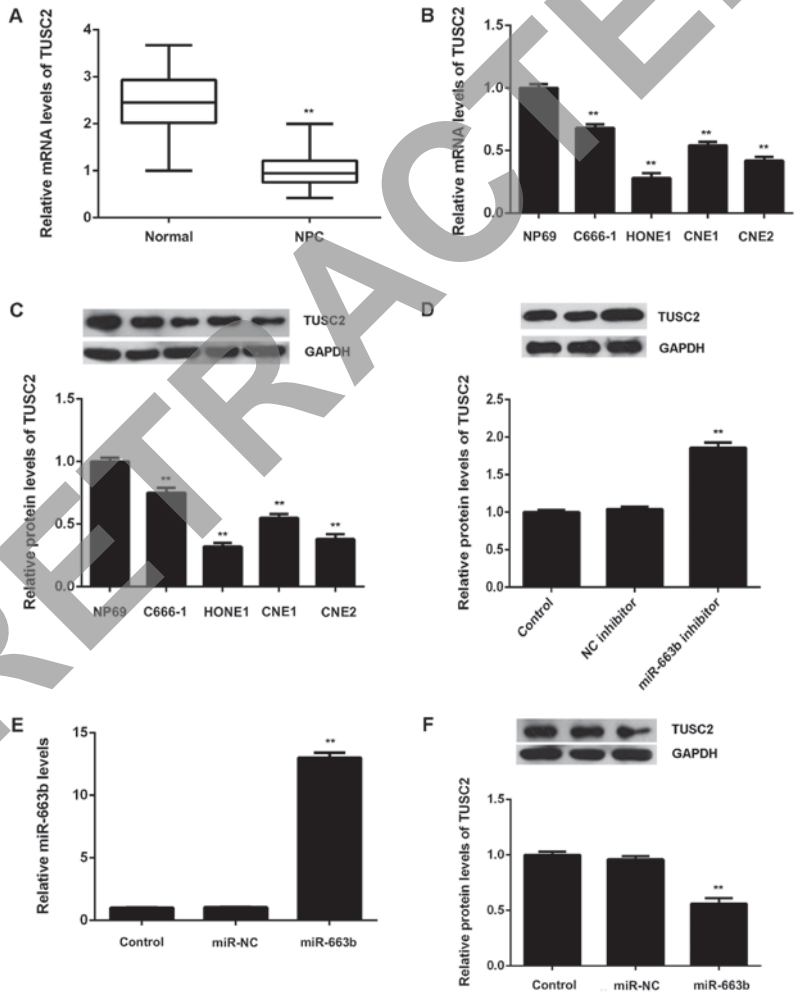 A
Relative mRNA levels of TUSC2
4
3
2
1
0
**
Normal
NPC
B
Relative mRNA levels of TUSC2
1.5
1.0
0.5
0.0
**
**
**
**
NP69
C666-1
HONE1
CNE1
CNE2
C
TUSC2
GAPDH
Relative protein levels of TUSC2
1.5
1.0
0.5
0.0
**
**
**
**
NP69
C666-1
HONE1
CNE1
CNE2
D
TUSC2
GAPDH
Relative protein levels of TUSC2
2.5
2.0
1.5
1.0
0.5
0.0
**
Control
NC inhibitor
miR-663b inhibitor
E
Relative miR-663b levels
15
10
5
0
**
Control
miR-NC
miR-663b
F
TUSC2
GAPDH
Relative protein levels of TUSC2
1.5
1.0
0.5
0.0
**
Control
miR-NC
miR-663b
RETRACTE